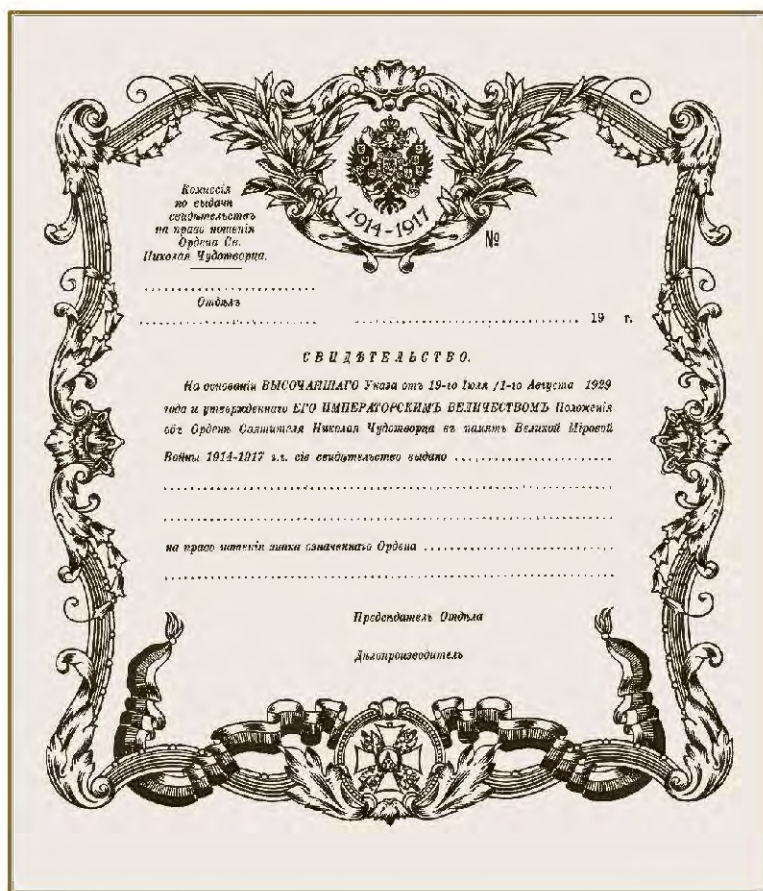 1914-1917
Комиссія
по выдачи
свидѣтельствъ
на право ношенія
Ордена Св.
Николая Чудотворца.
№
Отдѣлъ
19 г.
СВИДѢТЕЛЬСТВО.
На основаніи ВЫСОЧАЙШАГО Указа отъ 19-го Іюля /1-го Августа 1929
года и утвержденнаго ЕГО ИМПЕРАТОРСКИМЪ ВЕЛИЧЕСТВОМЪ Положенія
объ Орденѣ Святителя Николая Чудотворца въ память Великой Міровой
Войны 1914-1917 г.г. сіе свидѣтельство выдано
на право ношенія знака означеннаго Ордена
Предсѣдатель Отдѣла
Дѣлопроизводитель